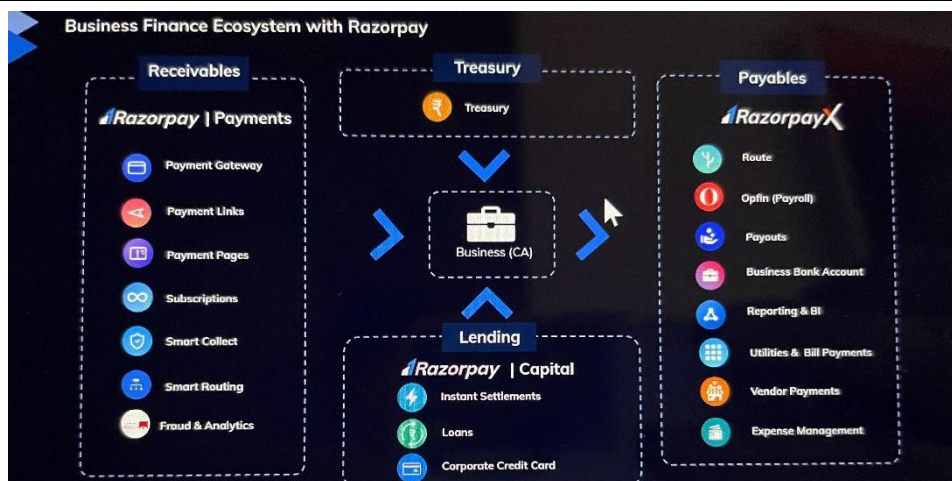 Business Finance Ecosystem with Razorpay
Receivables
Razorpay | Payments
Payment Gateway
Payment Links
Payment Pages
Subscriptions
Smart Collect
Smart Routing
Fraud & Analytics
Treasury
Treasury
Business (CA)
Lending
Razorpay | Capital
Instant Settlements
Loans
Corporate Credit Card
Payables
RazorpayX
Route
Opfin (Payroll)
Payouts
Business Bank Account
Reporting & BI
Utilities & Bill Payments
Vendor Payments
Expense Management